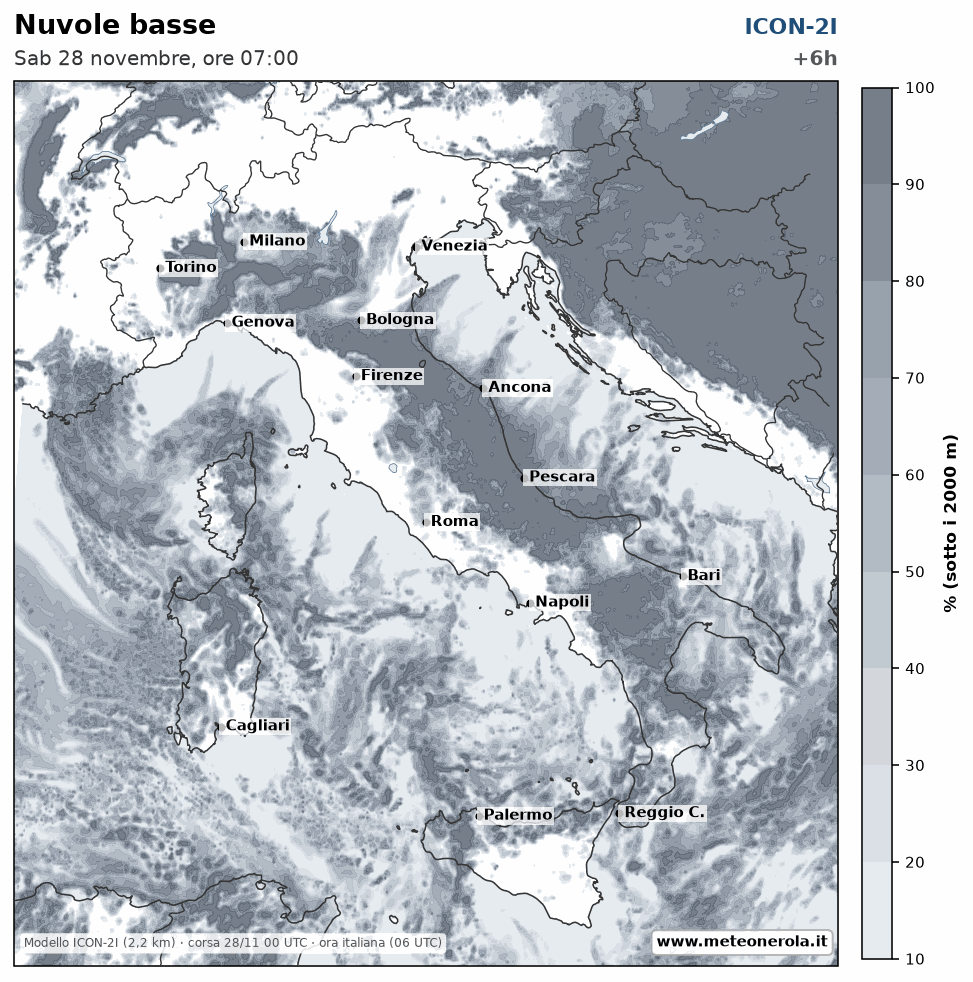 Nuvole basse
ICON-2I
Sab 28 novembre, ore 07:00
+6h
Milano
Venezia
Torino
Genova
Bologna
Firenze
Ancona
Pescara
Roma
Bari
Napoli
Cagliari
Palermo
Reggio C.
Modello ICON-2I (2,2 km) · corsa 28/11 00 UTC · ora italiana (06 UTC)
www.meteonerola.it
100
90
80
70
60
50
40
30
20
10
% (sotto i 2000 m)